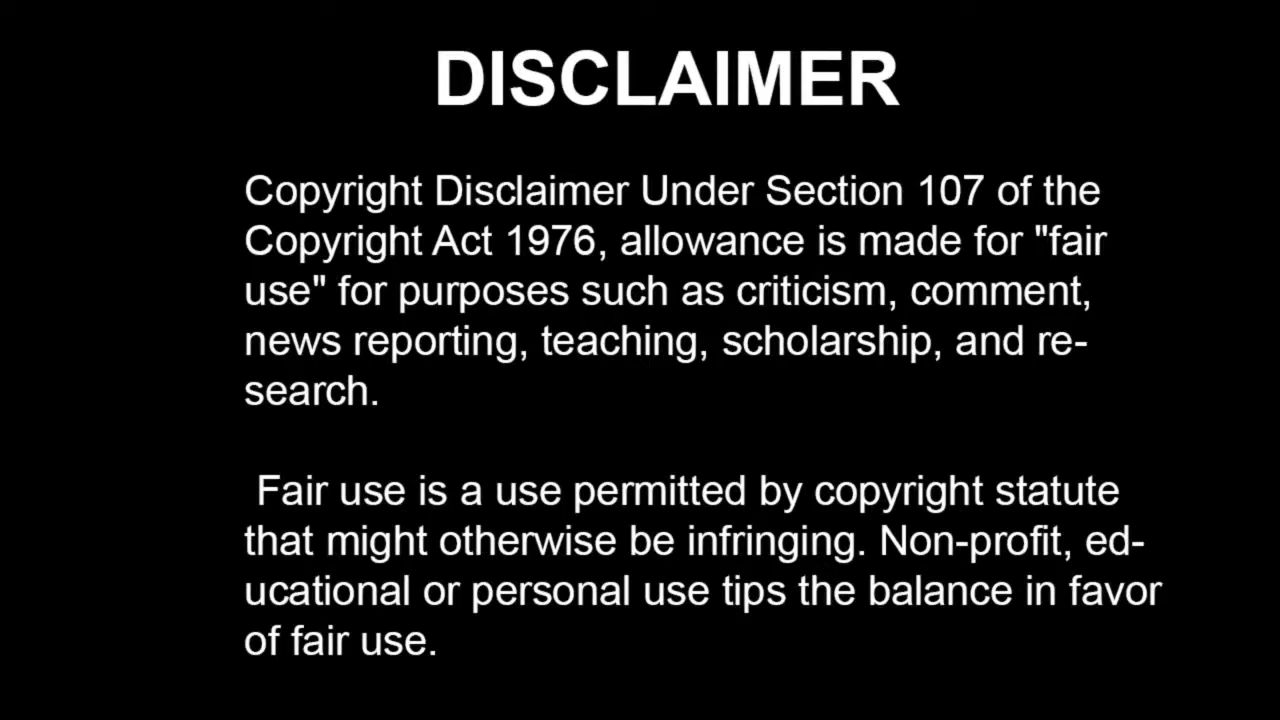 DISCLAIMER
Copyright Disclaimer Under Section 107 of the
Copyright Act 1976, allowance is made for "fair
use" for purposes such as criticism, comment,
news reporting, teaching, scholarship, and re-
search.
Fair use is a use permitted by copyright statute
that might otherwise be infringing. Non-profit, ed-
ucational or personal use tips the balance in favor
of fair use.